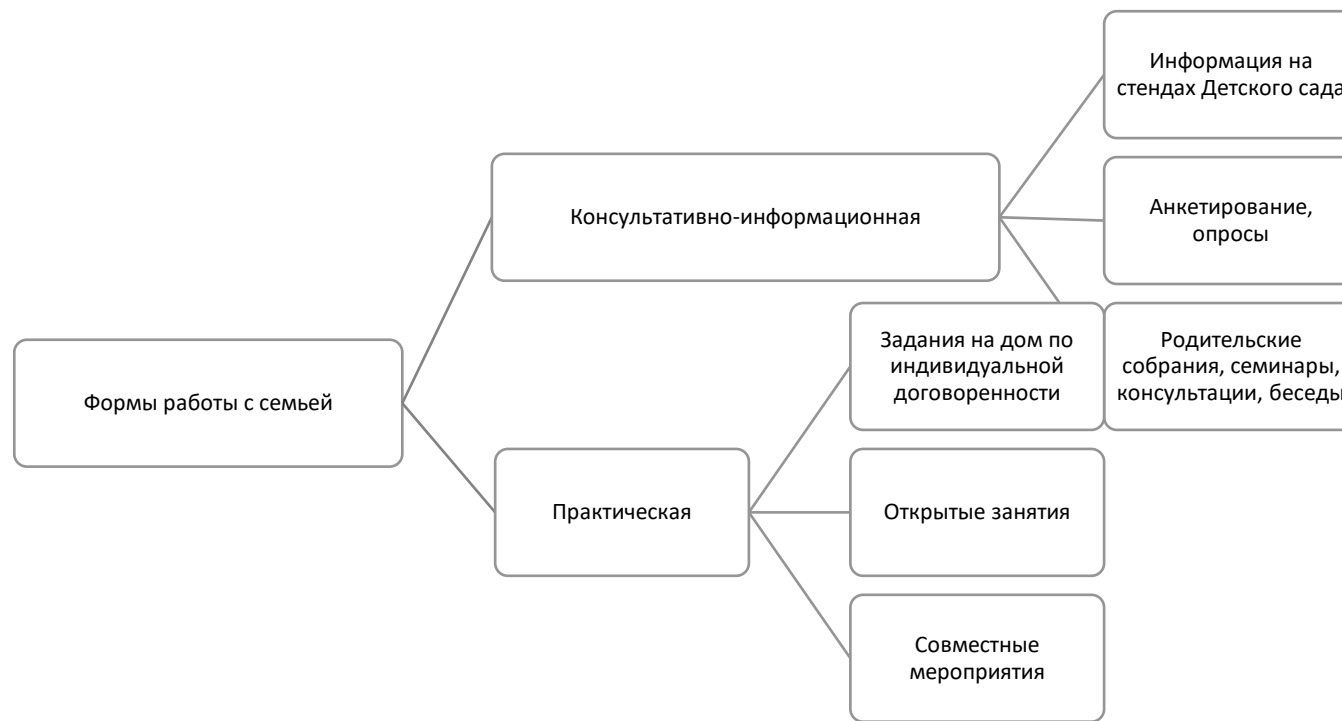 Формы работы с семьей
Консультативно-информационная
Информация на
стендах Детского сада
Анкетирование,
опросы
Родительские
собрания, семинары,
консультации, беседы
Практическая
Задания на дом по
индивидуальной
договоренности
Открытые занятия
Совместные
мероприятия